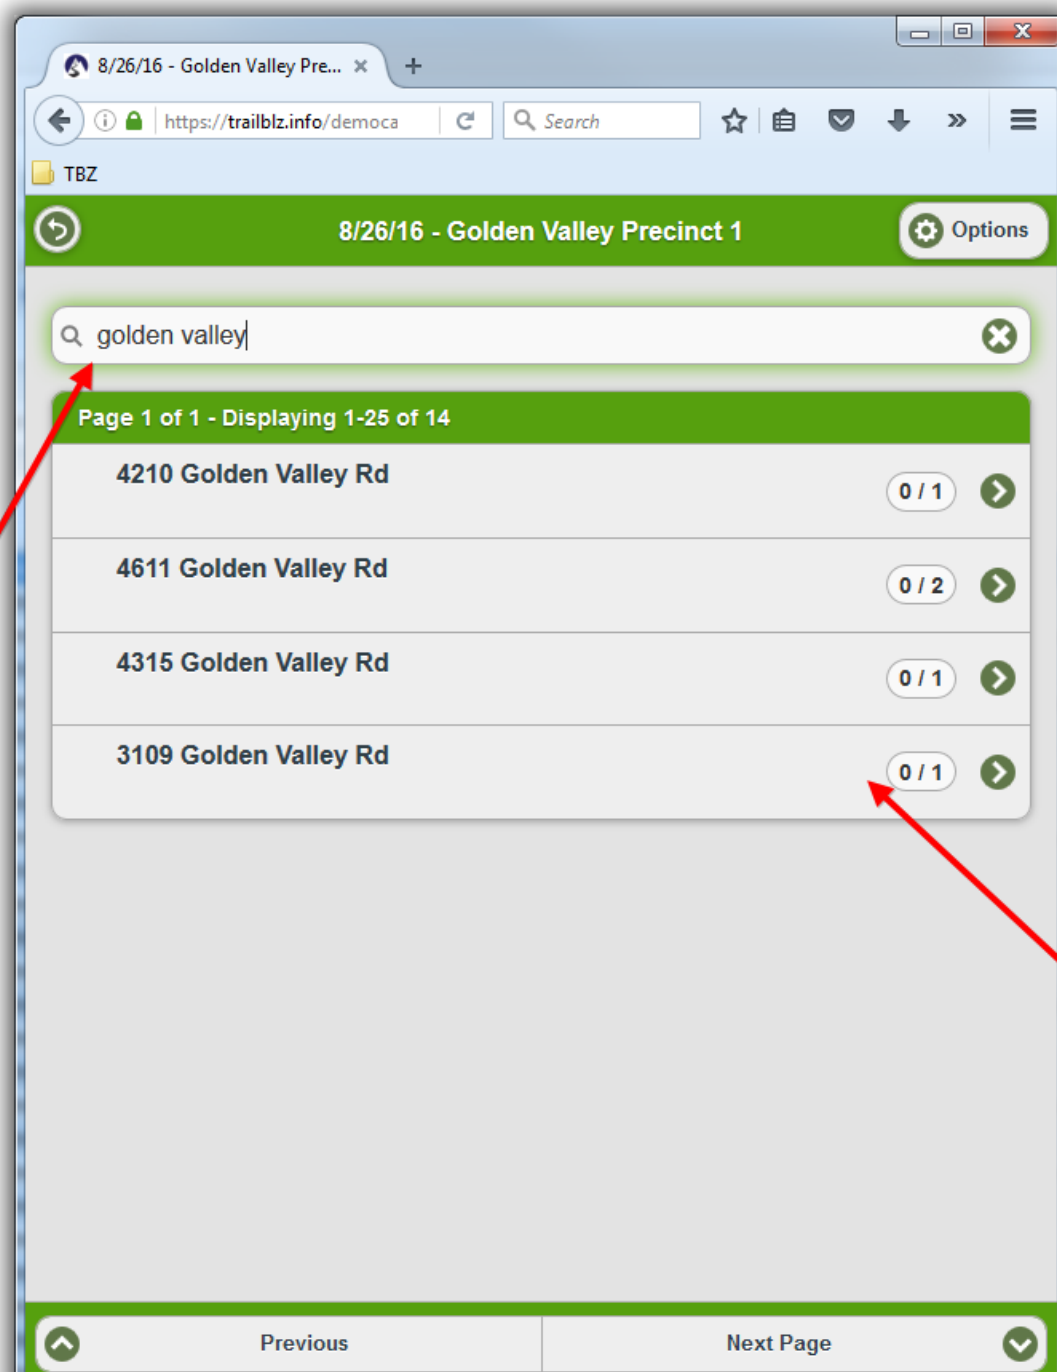 8/26/16 - Golden Valley Pre...
https://trailblz.info/democa
Search
TBZ
8/26/16 - Golden Valley Precinct 1
Options
golden valley
Page 1 of 1 - Displaying 1-25 of 14
4210 Golden Valley Rd
0 / 1
4611 Golden Valley Rd
0 / 2
4315 Golden Valley Rd
0 / 1
3109 Golden Valley Rd
0 / 1
Previous
Next Page